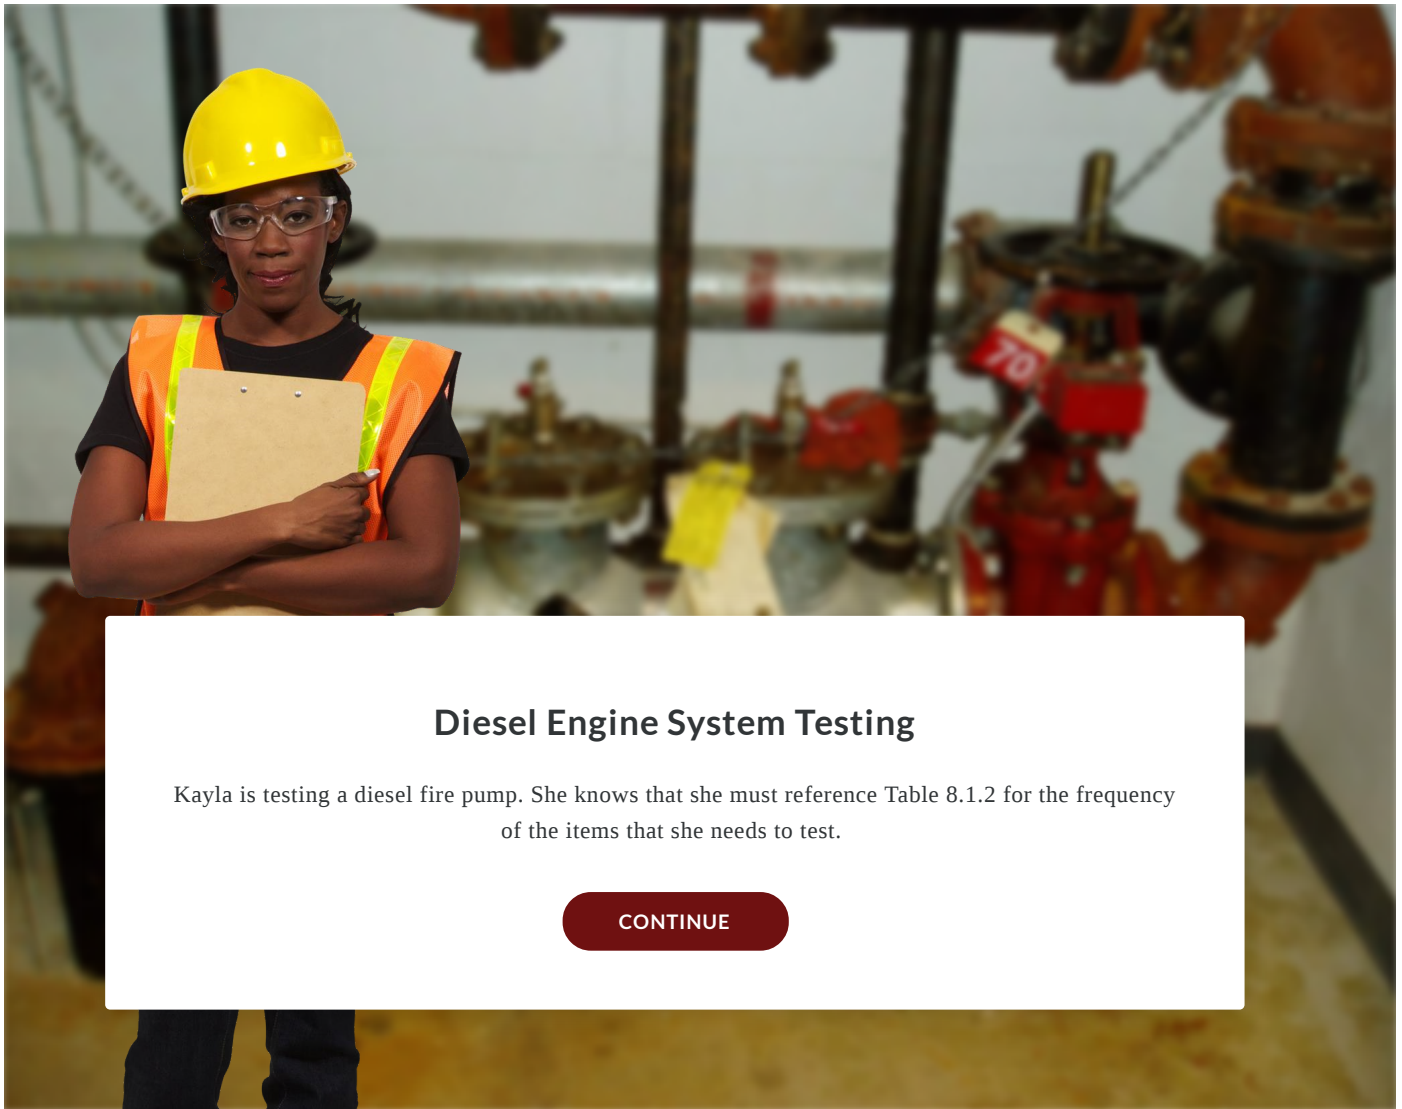 70
Diesel Engine System Testing
Kayla is testing a diesel fire pump. She knows that she must reference Table 8.1.2 for the frequency
of the items that she needs to test.
CONTINUE